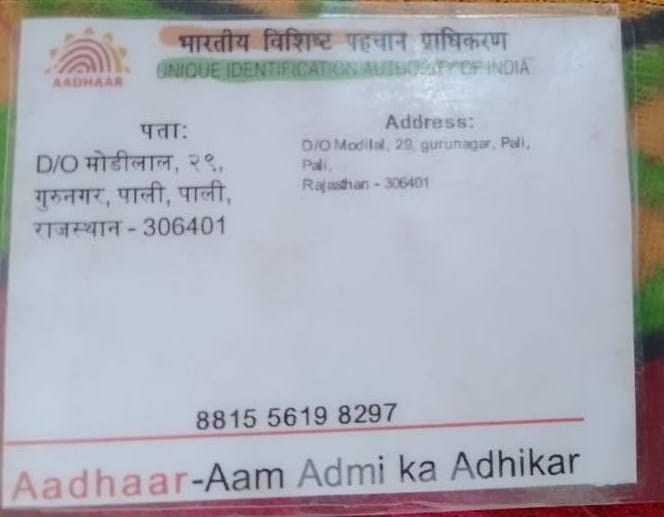 भारतीय विशिष्ट पहचान प्राधिकरण
UNIQUE IDENTIFICATION AUTHORITY OF INDIA
AADHAAR
पता:
D/O मोडीलाल, २९,
गुरुनगर, पाली, पाली,
राजस्थान - 306401
Address:
D/O Modilal, 29, gurunagar, Pali,
Pali,
Rajasthan - 306401
8815 5619 8297
Aadhaar-Aam Admi ka Adhikar